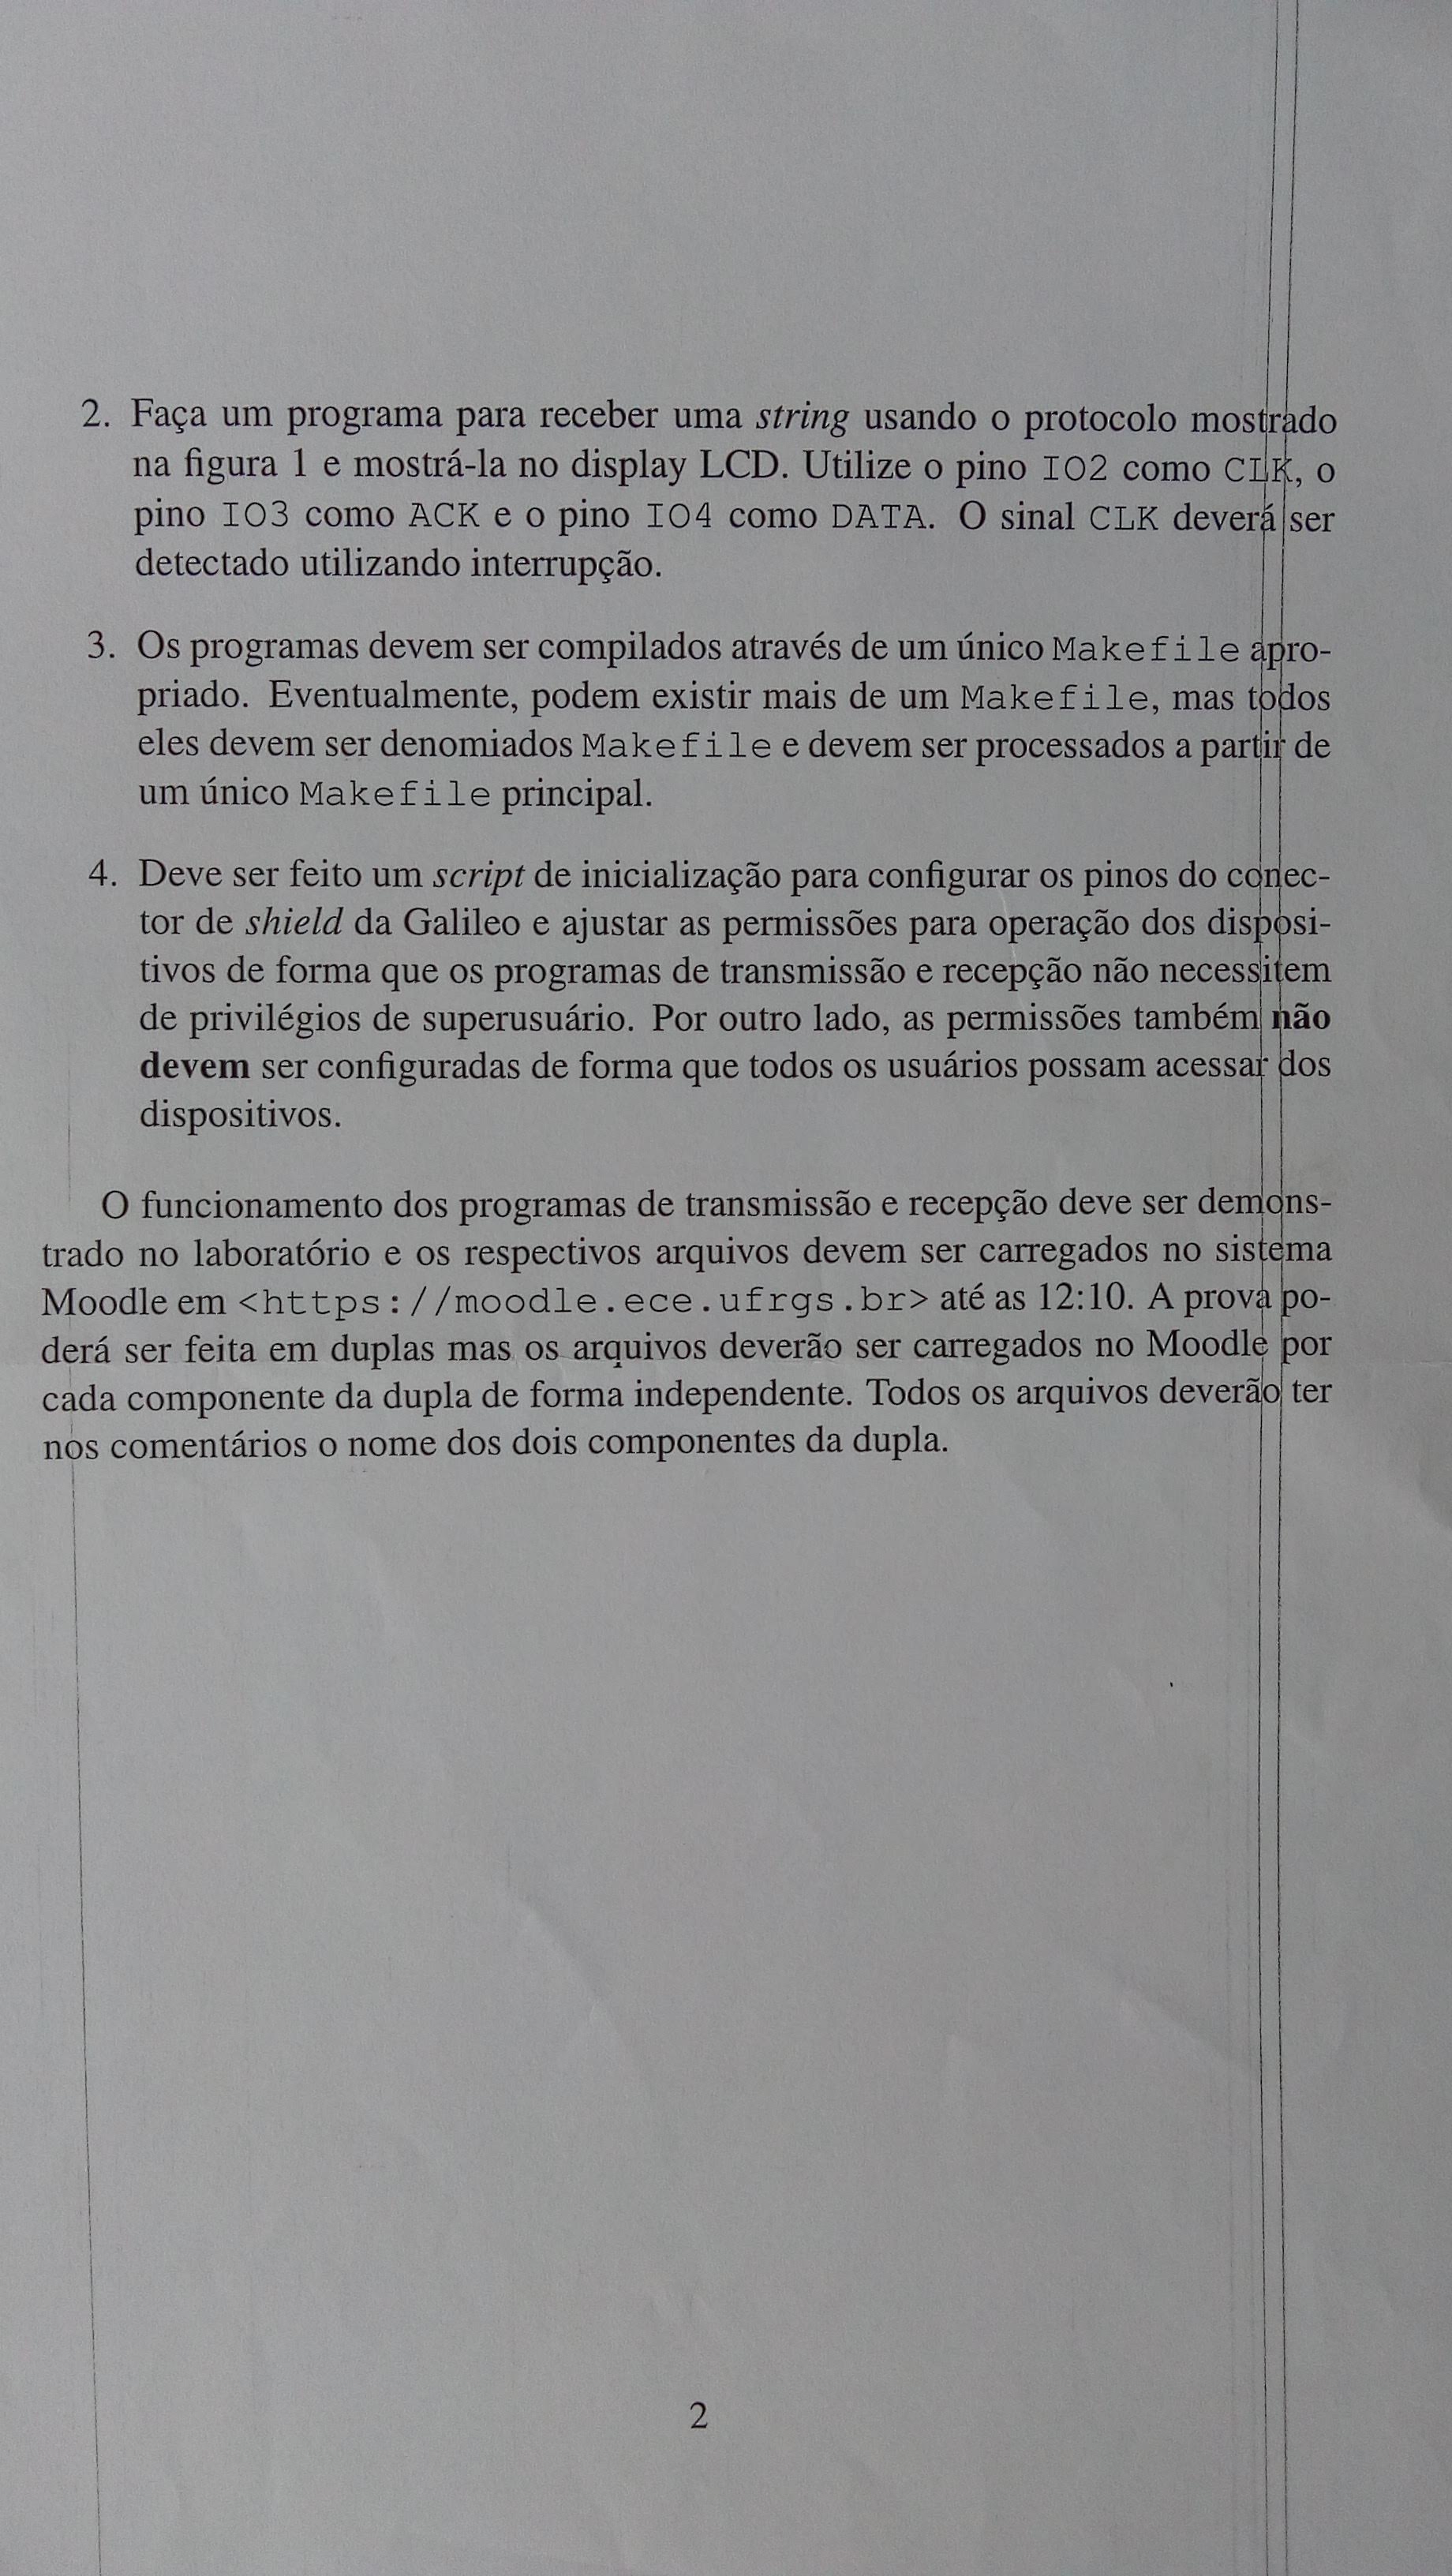 2. Faça um programa para receber uma string usando o protocolo mostrado
na figura 1 e mostrá-la no display LCD. Utilize o pino IO2 como CLK, o
pino IO3 como ACK e o pino IO4 como DATA. O sinal CLK deverá ser
detectado utilizando interrupção.
3. Os programas devem ser compilados através de um único Makefile apro-
priado. Eventualmente, podem existir mais de um Makefile, mas todos
eles devem ser denomiados Makefile e devem ser processados a partir de
um único Makefile principal.
4. Deve ser feito um script de inicialização para configurar os pinos do conec-
tor de shield da Galileo e ajustar as permissões para operação dos disposi-
tivos de forma que os programas de transmissão e recepção não necessitem
de privilégios de superusuário. Por outro lado, as permissões também não
devem ser configuradas de forma que todos os usuários possam acessar dos
dispositivos.
O funcionamento dos programas de transmissão e recepção deve ser demons-
trado no laboratório e os respectivos arquivos devem ser carregados no sistema
Moodle em <https://moodle.ece.ufrgs.br> até as 12:10. A prova po-
derá ser feita em duplas mas os arquivos deverão ser carregados no Moodle por
cada componente da dupla de forma independente. Todos os arquivos deverão ter
nos comentários o nome dos dois componentes da dupla.
2